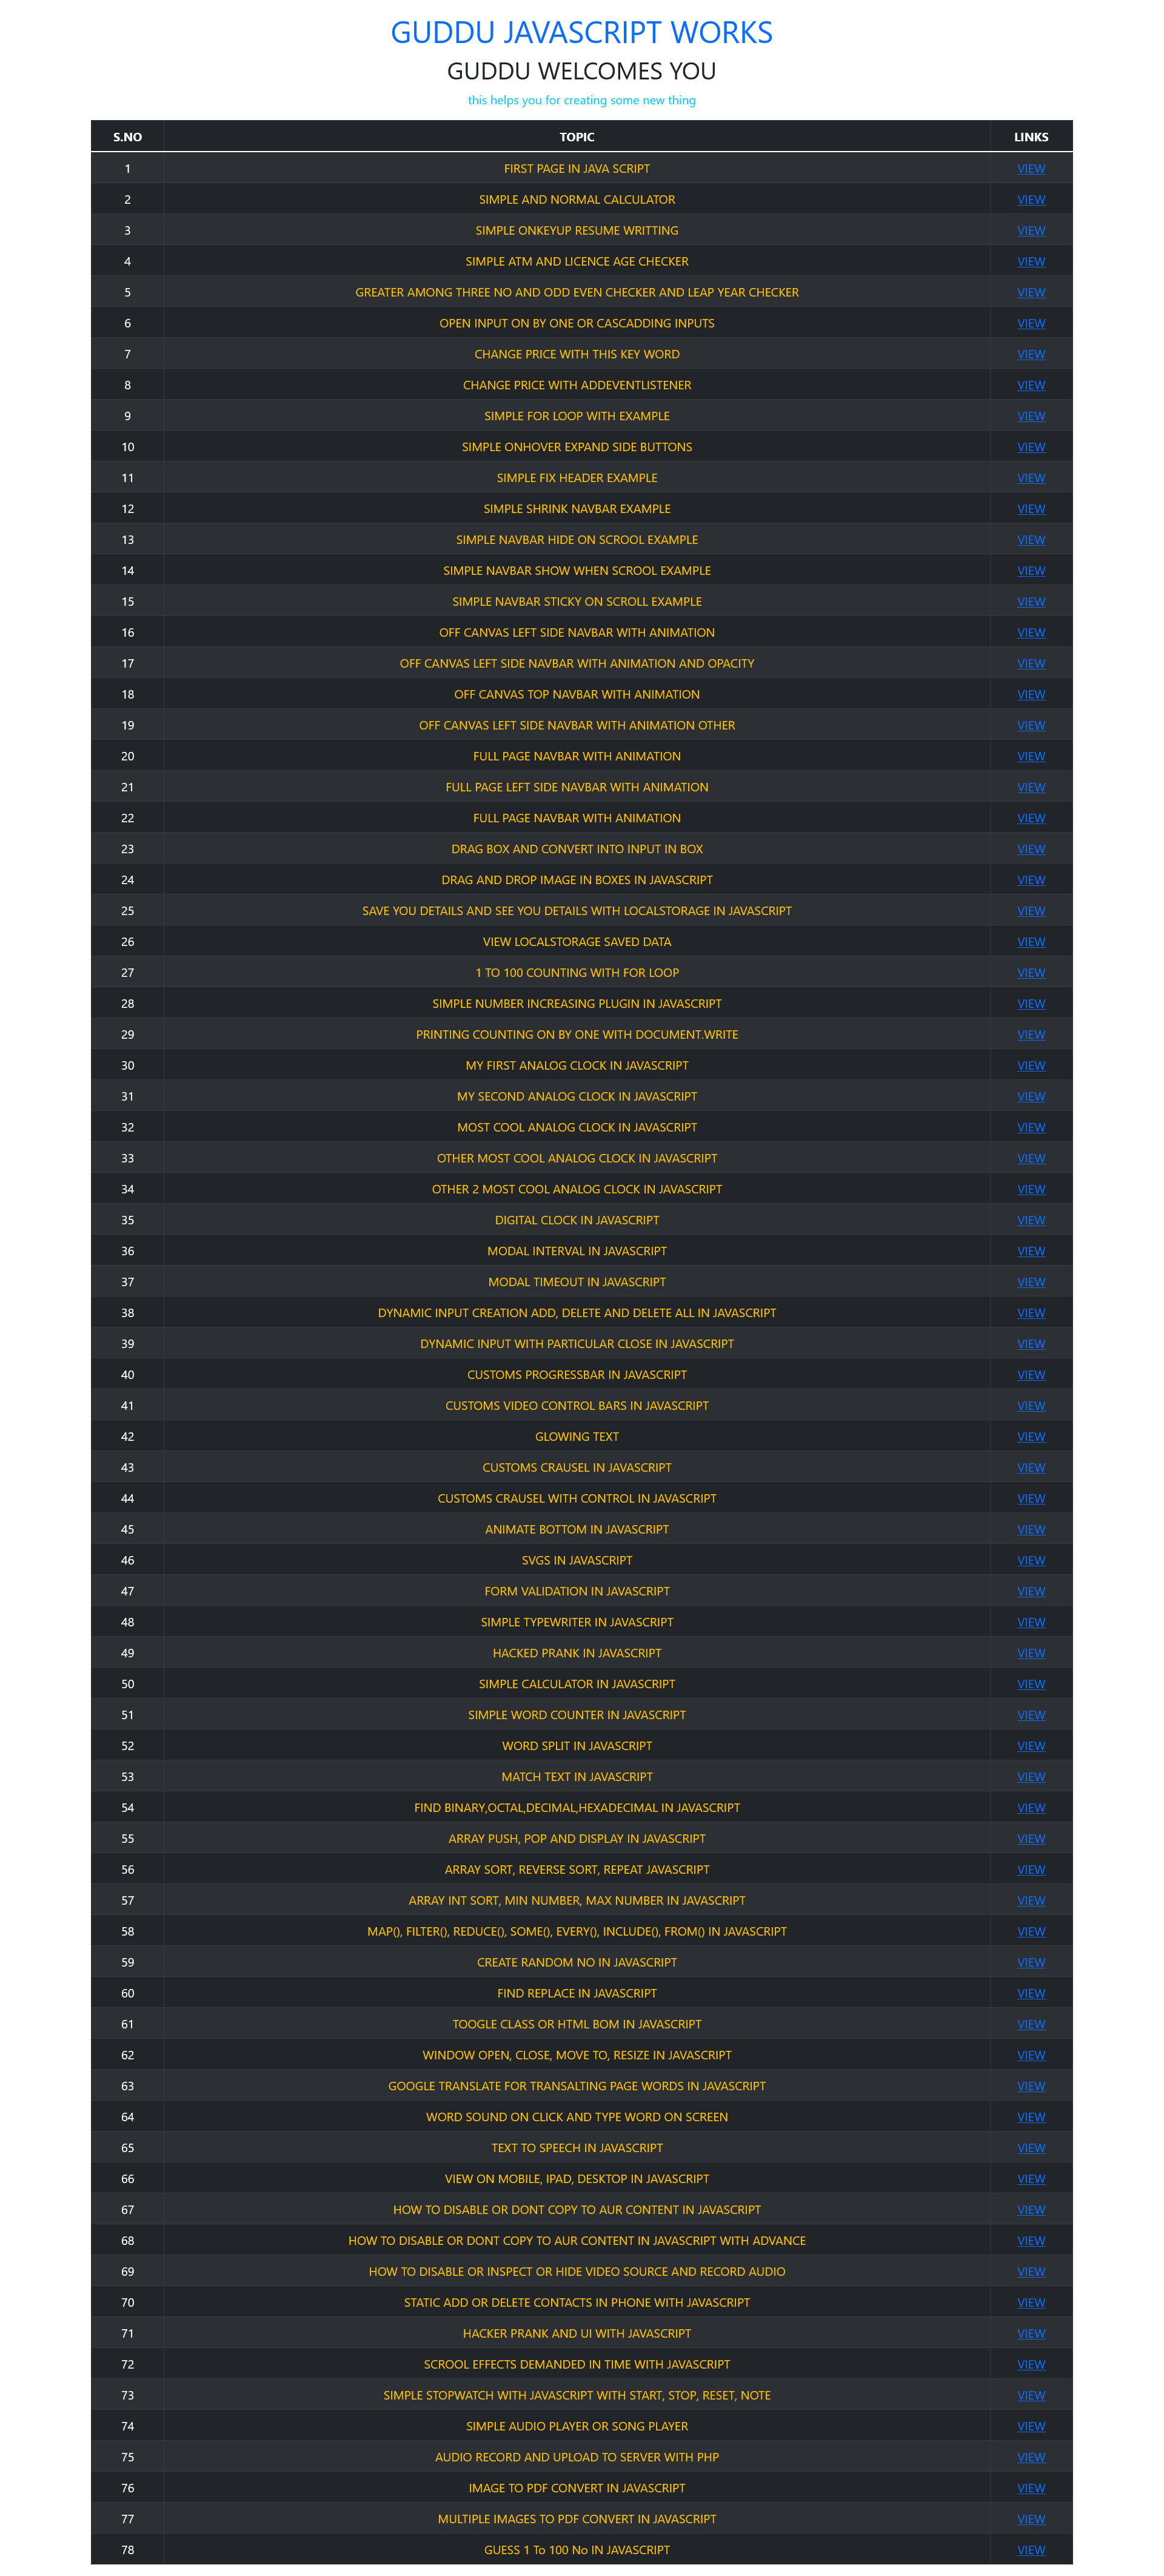 GUDDU JAVASCRIPT WORKS
GUDDU WELCOMES YOU
this helps you for creating some new thing
S.NO TOPIC LINKS
1 FIRST PAGE IN JAVA SCRIPT VIEW
2 SIMPLE AND NORMAL CALCULATOR VIEW
3 SIMPLE ONKEYUP RESUME WRITTING VIEW
4 SIMPLE ATM AND LICENCE AGE CHECKER VIEW
5 GREATER AMONG THREE NO AND ODD EVEN CHECKER AND LEAP YEAR CHECKER VIEW
6 OPEN INPUT ON BY ONE OR CASCADDING INPUTS VIEW
7 CHANGE PRICE WITH THIS KEY WORD VIEW
8 CHANGE PRICE WITH ADDEVENTLISTENER VIEW
9 SIMPLE FOR LOOP WITH EXAMPLE VIEW
10 SIMPLE ONHOVER EXPAND SIDE BUTTONS VIEW
11 SIMPLE FIX HEADER EXAMPLE VIEW
12 SIMPLE SHRINK NAVBAR EXAMPLE VIEW
13 SIMPLE NAVBAR HIDE ON SCROOL EXAMPLE VIEW
14 SIMPLE NAVBAR SHOW WHEN SCROOL EXAMPLE VIEW
15 SIMPLE NAVBAR STICKY ON SCROLL EXAMPLE VIEW
16 OFF CANVAS LEFT SIDE NAVBAR WITH ANIMATION VIEW
17 OFF CANVAS LEFT SIDE NAVBAR WITH ANIMATION AND OPACITY VIEW
18 OFF CANVAS TOP NAVBAR WITH ANIMATION VIEW
19 OFF CANVAS LEFT SIDE NAVBAR WITH ANIMATION OTHER VIEW
20 FULL PAGE NAVBAR WITH ANIMATION VIEW
21 FULL PAGE LEFT SIDE NAVBAR WITH ANIMATION VIEW
22 FULL PAGE NAVBAR WITH ANIMATION VIEW
23 DRAG BOX AND CONVERT INTO INPUT IN BOX VIEW
24 DRAG AND DROP IMAGE IN BOXES IN JAVASCRIPT VIEW
25 SAVE YOU DETAILS AND SEE YOU DETAILS WITH LOCALSTORAGE IN JAVASCRIPT VIEW
26 VIEW LOCALSTORAGE SAVED DATA VIEW
27 1 TO 100 COUNTING WITH FOR LOOP VIEW
28 SIMPLE NUMBER INCREASING PLUGIN IN JAVASCRIPT VIEW
29 PRINTING COUNTING ON BY ONE WITH DOCUMENT.WRITE VIEW
30 MY FIRST ANALOG CLOCK IN JAVASCRIPT VIEW
31 MY SECOND ANALOG CLOCK IN JAVASCRIPT VIEW
32 MOST COOL ANALOG CLOCK IN JAVASCRIPT VIEW
33 OTHER MOST COOL ANALOG CLOCK IN JAVASCRIPT VIEW
34 OTHER 2 MOST COOL ANALOG CLOCK IN JAVASCRIPT VIEW
35 DIGITAL CLOCK IN JAVASCRIPT VIEW
36 MODAL INTERVAL IN JAVASCRIPT VIEW
37 MODAL TIMEOUT IN JAVASCRIPT VIEW
38 DYNAMIC INPUT CREATION ADD, DELETE AND DELETE ALL IN JAVASCRIPT VIEW
39 DYNAMIC INPUT WITH PARTICULAR CLOSE IN JAVASCRIPT VIEW
40 CUSTOMS PROGRESSBAR IN JAVASCRIPT VIEW
41 CUSTOMS VIDEO CONTROL BARS IN JAVASCRIPT VIEW
42 GLOWING TEXT VIEW
43 CUSTOMS CRAUSEL IN JAVASCRIPT VIEW
44 CUSTOMS CRAUSEL WITH CONTROL IN JAVASCRIPT VIEW
45 ANIMATE BOTTOM IN JAVASCRIPT VIEW
46 SVGS IN JAVASCRIPT VIEW
47 FORM VALIDATION IN JAVASCRIPT VIEW
48 SIMPLE TYPEWRITER IN JAVASCRIPT VIEW
49 HACKED PRANK IN JAVASCRIPT VIEW
50 SIMPLE CALCULATOR IN JAVASCRIPT VIEW
51 SIMPLE WORD COUNTER IN JAVASCRIPT VIEW
52 WORD SPLIT IN JAVASCRIPT VIEW
53 MATCH TEXT IN JAVASCRIPT VIEW
54 FIND BINARY,OCTAL,DECIMAL,HEXADECIMAL IN JAVASCRIPT VIEW
55 ARRAY PUSH, POP AND DISPLAY IN JAVASCRIPT VIEW
56 ARRAY SORT, REVERSE SORT, REPEAT JAVASCRIPT VIEW
57 ARRAY INT SORT, MIN NUMBER, MAX NUMBER IN JAVASCRIPT VIEW
58 MAP(), FILTER(), REDUCE(), SOME(), EVERY(), INCLUDE(), FROM() IN JAVASCRIPT VIEW
59 CREATE RANDOM NO IN JAVASCRIPT VIEW
60 FIND REPLACE IN JAVASCRIPT VIEW
61 TOOGLE CLASS OR HTML BOM IN JAVASCRIPT VIEW
62 WINDOW OPEN, CLOSE, MOVE TO, RESIZE IN JAVASCRIPT VIEW
63 GOOGLE TRANSLATE FOR TRANSALTING PAGE WORDS IN JAVASCRIPT VIEW
64 WORD SOUND ON CLICK AND TYPE WORD ON SCREEN VIEW
65 TEXT TO SPEECH IN JAVASCRIPT VIEW
66 VIEW ON MOBILE, IPAD, DESKTOP IN JAVASCRIPT VIEW
67 HOW TO DISABLE OR DONT COPY TO AUR CONTENT IN JAVASCRIPT VIEW
68 HOW TO DISABLE OR DONT COPY TO AUR CONTENT IN JAVASCRIPT WITH ADVANCE VIEW
69 HOW TO DISABLE OR INSPECT OR HIDE VIDEO SOURCE AND RECORD AUDIO VIEW
70 STATIC ADD OR DELETE CONTACTS IN PHONE WITH JAVASCRIPT VIEW
71 HACKER PRANK AND UI WITH JAVASCRIPT VIEW
72 SCROOL EFFECTS DEMANDED IN TIME WITH JAVASCRIPT VIEW
73 SIMPLE STOPWATCH WITH JAVASCRIPT WITH START, STOP, RESET, NOTE VIEW
74 SIMPLE AUDIO PLAYER OR SONG PLAYER VIEW
75 AUDIO RECORD AND UPLOAD TO SERVER WITH PHP VIEW
76 IMAGE TO PDF CONVERT IN JAVASCRIPT VIEW
77 MULTIPLE IMAGES TO PDF CONVERT IN JAVASCRIPT VIEW
78 GUESS 1 To 100 No IN JAVASCRIPT VIEW